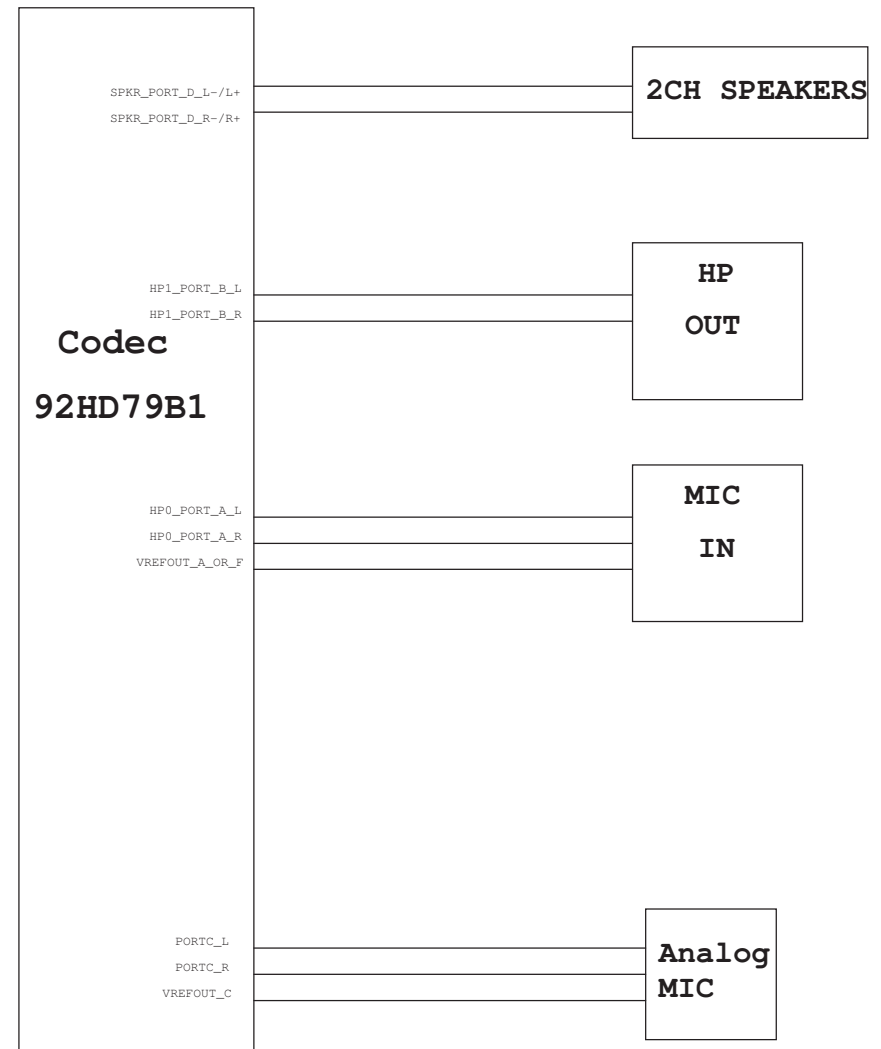 SPKR_PORT_D_L-/L+
SPKR_PORT_D_R-/R+
2CH SPEAKERS
HP1_PORT_B_L
HP1_PORT_B_R
HP
OUT
Codec
92HD79B1
HP0_PORT_A_L
HP0_PORT_A_R
VREFOUT_A_OR_F
MIC
IN
PORTC_L
PORTC_R
VREFOUT_C
Analog
MIC